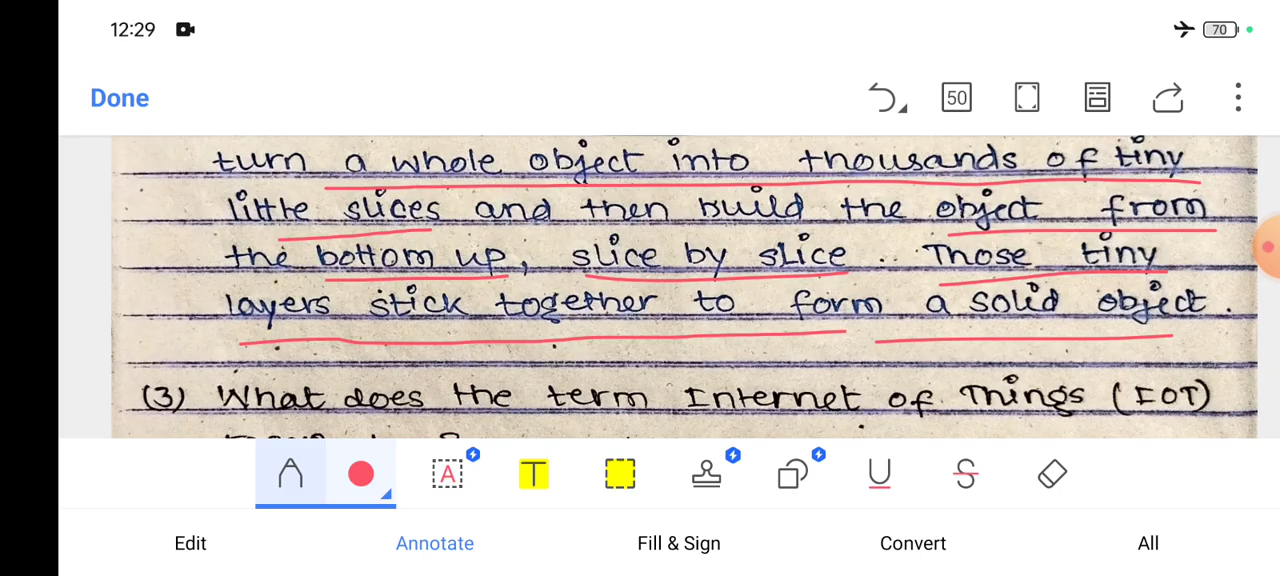 12:29
70
Done
50
turn a whole object into thousands of tiny
little slices and then build the object from
the bottom up, slice by slice. Those tiny
layers stick together to form a solid object.
(3) What does the term Internet of Things (IOT)
A
T
U
S
Edit
Annotate
Fill & Sign
Convert
All